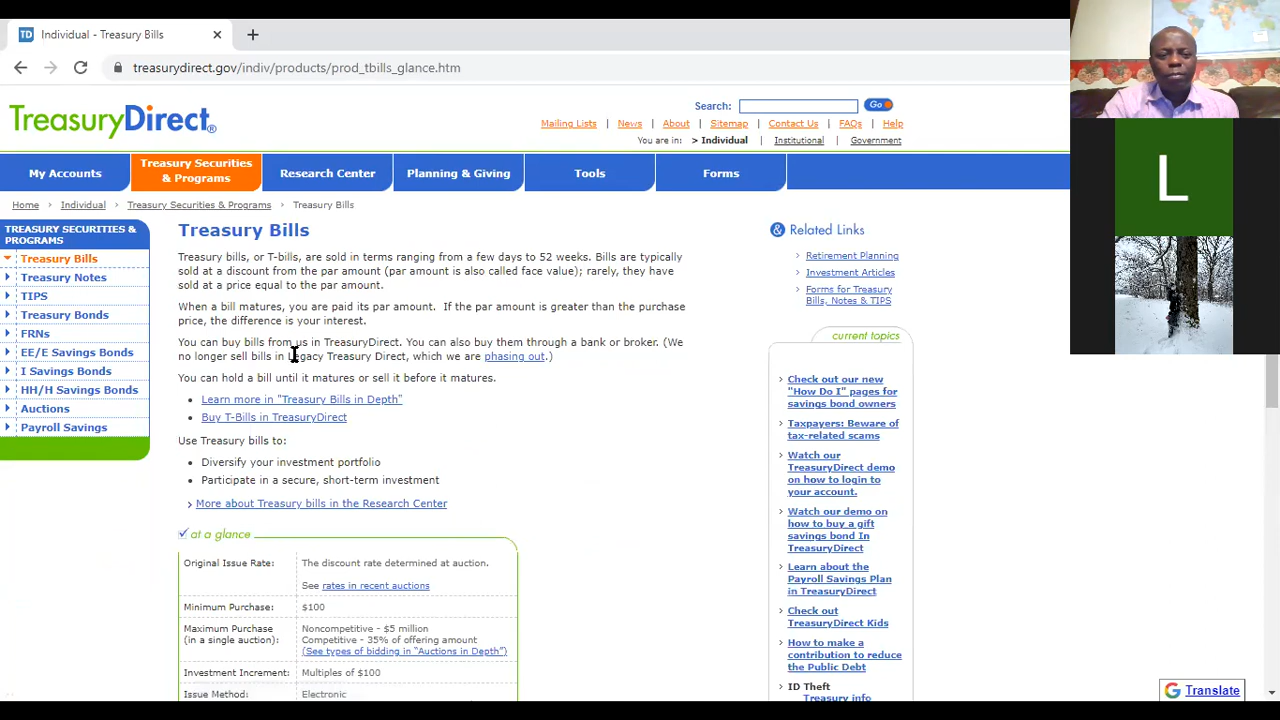 Individual - Treasury Bills
treasurydirect.gov/indiv/products/prod_tbills_glance.htm
TreasuryDirect®
Search: Go
Mailing Lists News About Sitemap Contact Us FAQs Help
You are in: > Individual Institutional Government
My Accounts
Treasury Securities
& Programs
Research Center
Planning & Giving
Tools
Forms
Home > Individual > Treasury Securities & Programs > Treasury Bills
TREASURY SECURITIES &
PROGRAMS
Treasury Bills
Treasury Notes
TIPS
Treasury Bonds
FRNs
EE/E Savings Bonds
I Savings Bonds
HH/H Savings Bonds
Auctions
Payroll Savings
Treasury Bills
Treasury bills, or T-bills, are sold in terms ranging from a few days to 52 weeks. Bills are typically
sold at a discount from the par amount (par amount is also called face value); rarely, they have
sold at a price equal to the par amount.
When a bill matures, you are paid its par amount. If the par amount is greater than the purchase
price, the difference is your interest.
You can buy bills from us in TreasuryDirect. You can also buy them through a bank or broker. (We
no longer sell bills in Legacy Treasury Direct, which we are phasing out.)
You can hold a bill until it matures or sell it before it matures.
• Learn more in "Treasury Bills in Depth"
• Buy T-Bills in TreasuryDirect
Use Treasury bills to:
• Diversify your investment portfolio
• Participate in a secure, short-term investment
> More about Treasury bills in the Research Center
at a glance
Original Issue Rate: The discount rate determined at auction.
See rates in recent auctions
Minimum Purchase: $100
Maximum Purchase Noncompetitive - $5 million
(in a single auction): Competitive - 35% of offering amount
(See types of bidding in "Auctions in Depth")
Investment Increment: Multiples of $100
Issue Method: Electronic
& Related Links
Retirement Planning
Investment Articles
Forms for Treasury
Bills, Notes & TIPS
current topics
Check out our new
"How Do I" pages for
savings bond owners
Taxpayers: Beware of
tax-related scams
Watch our
TreasuryDirect demo
on how to login to
your account.
Watch our demo on
how to buy a gift
savings bond In
TreasuryDirect
Learn about the
Payroll Savings Plan
in TreasuryDirect
Check out
TreasuryDirect Kids
How to make a
contribution to reduce
the Public Debt
ID Theft
Treasury info
L
Translate